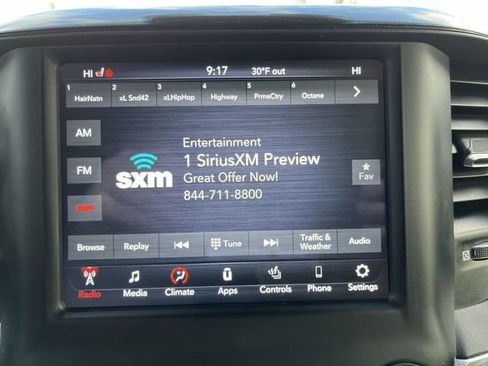 HI 9:17 30°F out HI
1 HairNatn 2 xL Snd42 3 xLHipHop 4 Highway 5 PrmeCtry 6 Octane
AM
Entertainment
1 SiriusXM Preview
FM
sxm
Great Offer Now!
Fav
844-711-8800
sxm
Browse Replay Tune Traffic & Weather Audio
Radio Media Climate Apps Controls Phone Settings